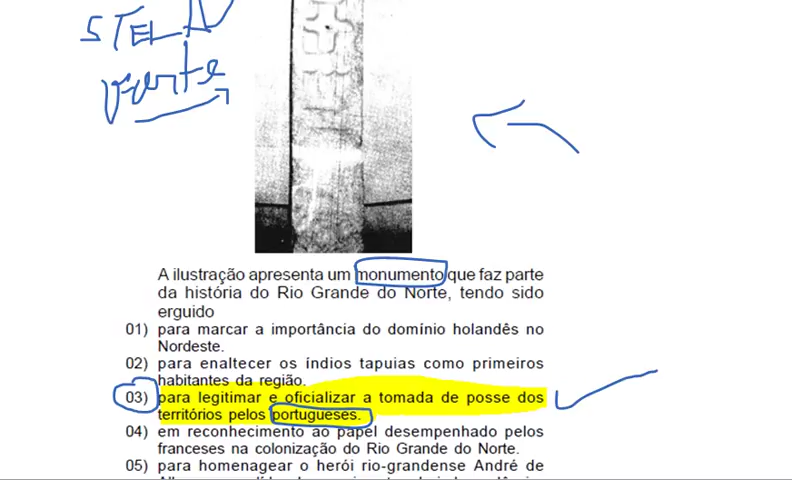 STELA
parte
A ilustração apresenta um monumento que faz parte
da história do Rio Grande do Norte, tendo sido
erguido
01) para marcar a importância do domínio holandês no
Nordeste.
02) para enaltecer os índios tapuias como primeiros
habitantes da região.
03) para legitimar e oficializar a tomada de posse dos
territórios pelos portugueses.
04) em reconhecimento ao papel desempenhado pelos
franceses na colonização do Rio Grande do Norte.
05) para homenagear o herói rio-grandense André de